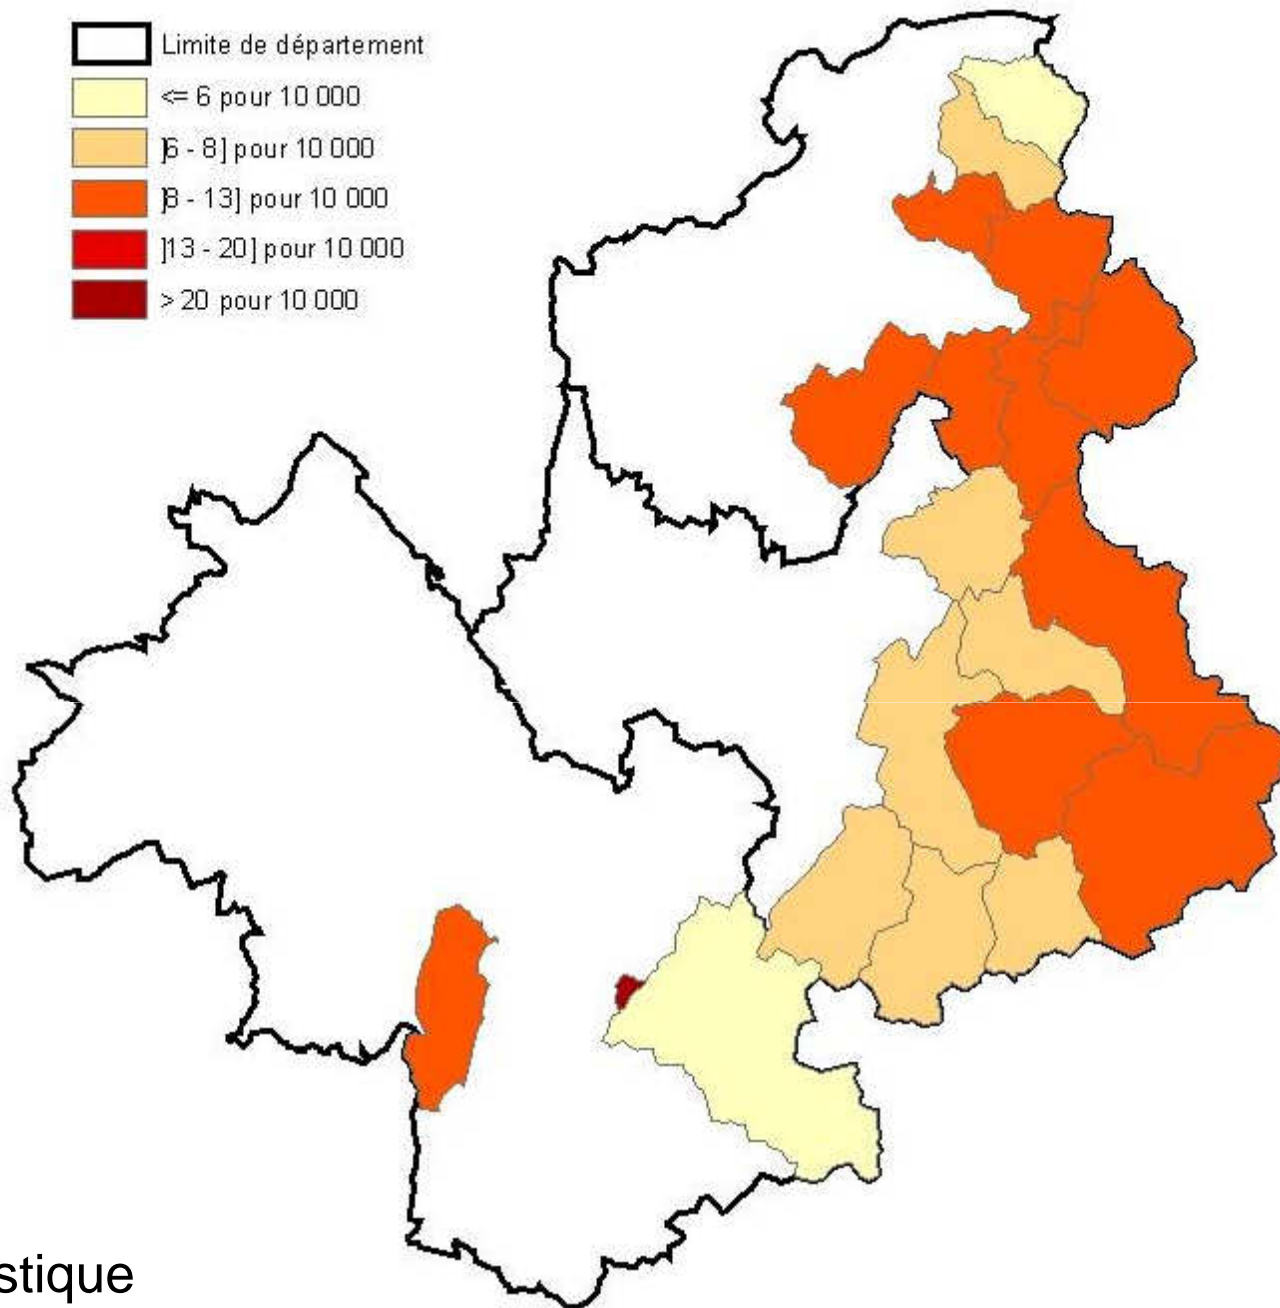 Limite de département
<= 6 pour 10 000
]6 - 8] pour 10 000
]8 - 13] pour 10 000
]13 - 20] pour 10 000
> 20 pour 10 000
stique